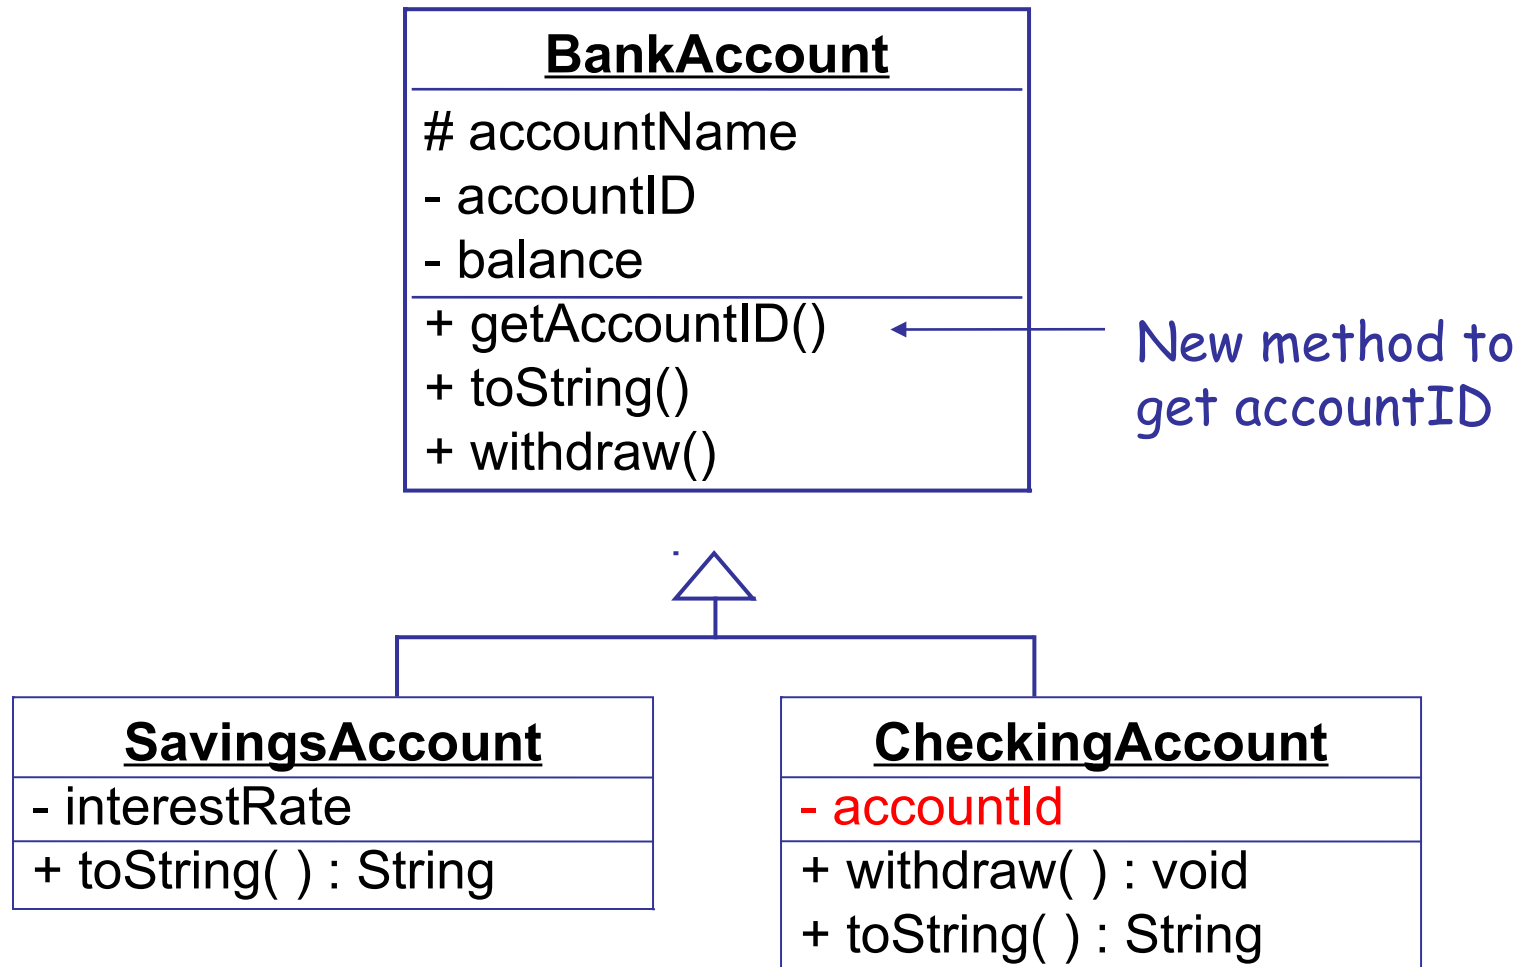 BankAccount
# accountName
- accountID
- balance
+ getAccountID()
+ toString()
+ withdraw()
New method to
get accountID
SavingsAccount
- interestRate
+ toString( ) : String
CheckingAccount
- accountId
+ withdraw( ) : void
+ toString( ) : String